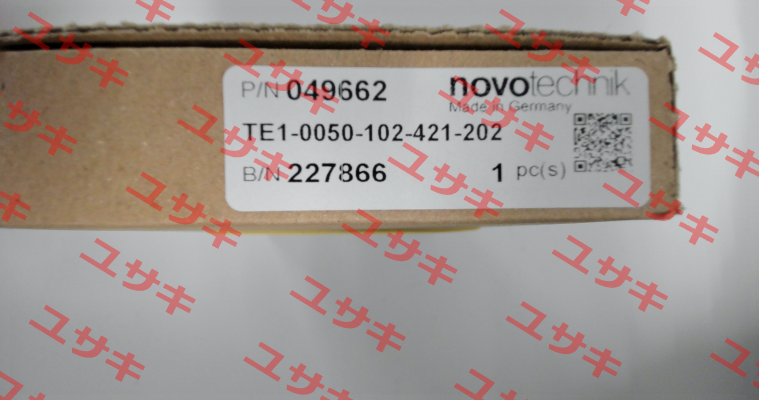 P/N 049662
novotechnik
Made in Germany
TE1-0050-102-421-202
B/N 227866
1 pc(s)
ユサキ